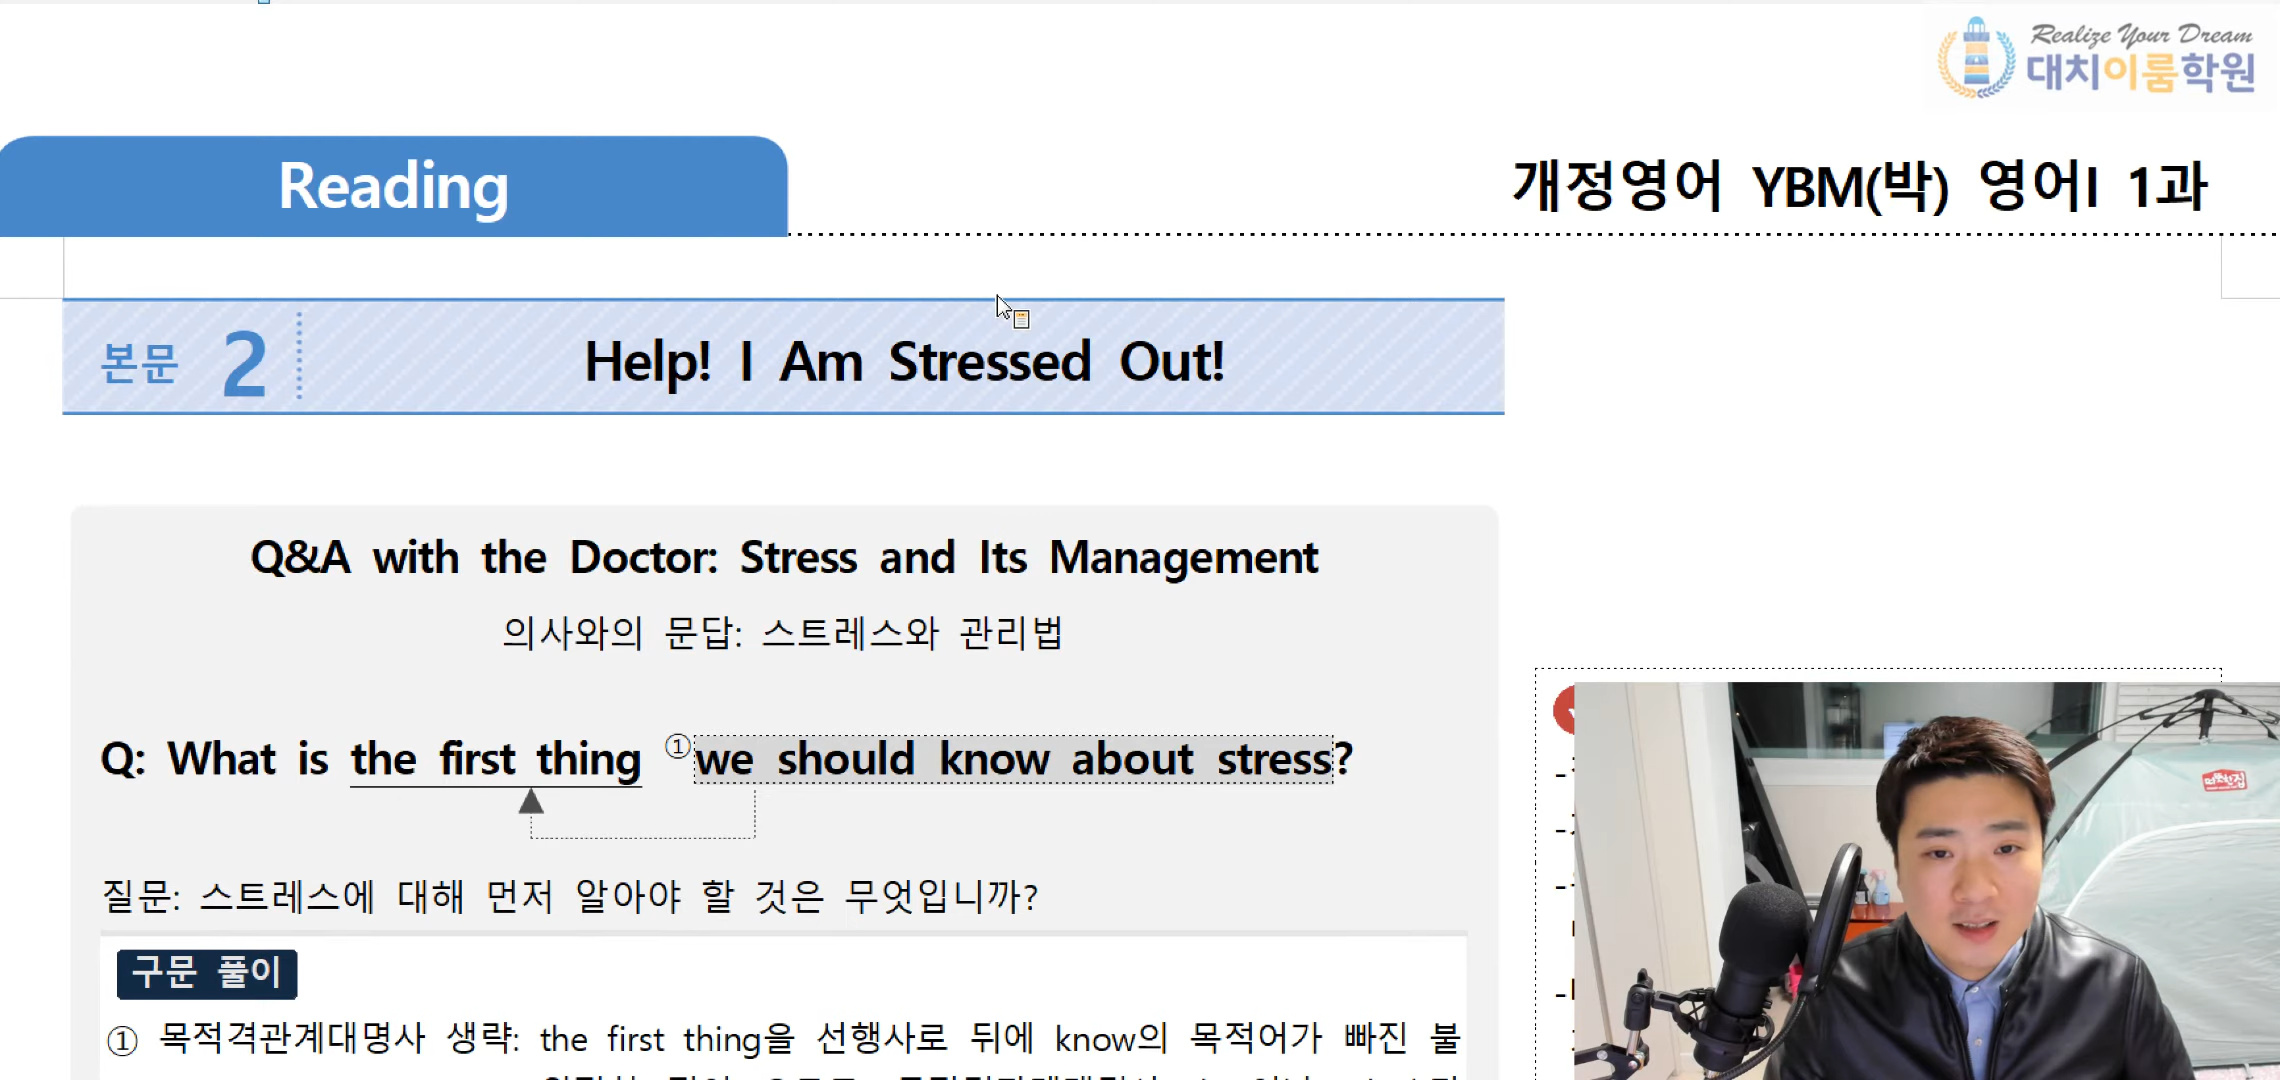 Realize Your Dream
대치이룸학원
Reading
개정영어 YBM(박) 영어I 1과
본문 2
Help! I Am Stressed Out!
Q&A with the Doctor: Stress and Its Management
의사와의 문답: 스트레스와 관리법
Q: What is the first thing ①we should know about stress?
질문: 스트레스에 대해 먼저 알아야 할 것은 무엇입니까?
구문 풀이
① 목적격관계대명사 생략: the first thing을 선행사로 뒤에 know의 목적어가 빠진 불